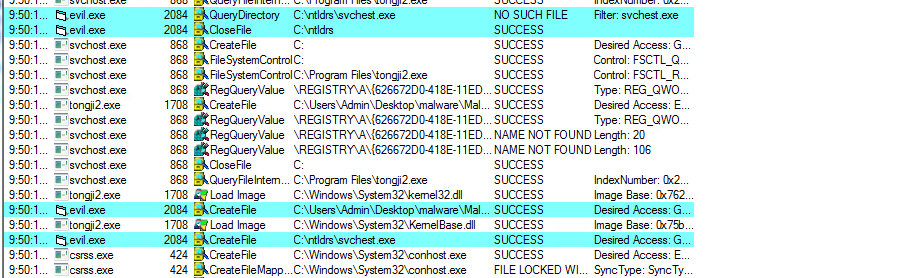 9:50:1... svchost.exe 868 QueryFileIntern... C:\Program Files\tongji2.exe SUCCESS IndexNumber: 0x2...
9:50:1... evil.exe 2084 QueryDirectory C:\ntldrs\svchest.exe NO SUCH FILE Filter: svchest.exe
9:50:1... evil.exe 2084 CloseFile C:\ntldrs SUCCESS
9:50:1... svchost.exe 868 CreateFile C: SUCCESS Desired Access: G...
9:50:1... svchost.exe 868 FileSystemControl C: SUCCESS Control: FSCTL_Q...
9:50:1... svchost.exe 868 FileSystemControl C:\Program Files\tongji2.exe SUCCESS Control: FSCTL_R...
9:50:1... svchost.exe 868 RegQueryValue \REGISTRY\A\{626672D0-418E-11ED... SUCCESS Type: REG_QWO...
9:50:1... tongji2.exe 1708 CreateFile C:\Users\Admin\Desktop\malware\Mal... SUCCESS Desired Access: E...
9:50:1... svchost.exe 868 RegQueryValue \REGISTRY\A\{626672D0-418E-11ED... SUCCESS Type: REG_QWO...
9:50:1... svchost.exe 868 RegQueryValue \REGISTRY\A\{626672D0-418E-11ED... NAME NOT FOUND Length: 20
9:50:1... svchost.exe 868 RegQueryValue \REGISTRY\A\{626672D0-418E-11ED... NAME NOT FOUND Length: 106
9:50:1... svchost.exe 868 CloseFile C: SUCCESS
9:50:1... svchost.exe 868 QueryFileIntern... C:\Program Files\tongji2.exe SUCCESS IndexNumber: 0x2...
9:50:1... tongji2.exe 1708 Load Image C:\Windows\System32\kernel32.dll SUCCESS Image Base: 0x762...
9:50:1... evil.exe 2084 CreateFile C:\Users\Admin\Desktop\malware\Mal... SUCCESS Desired Access: G...
9:50:1... tongji2.exe 1708 Load Image C:\Windows\System32\KernelBase.dll SUCCESS Image Base: 0x75b...
9:50:1... evil.exe 2084 CreateFile C:\ntldrs\svchest.exe SUCCESS Desired Access: G...
9:50:1... csrss.exe 424 CreateFile C:\Windows\System32\conhost.exe SUCCESS Desired Access: E...
9:50:1... csrss.exe 424 CreateFileMapp... C:\Windows\System32\conhost.exe FILE LOCKED WI... SyncType: SyncTy...